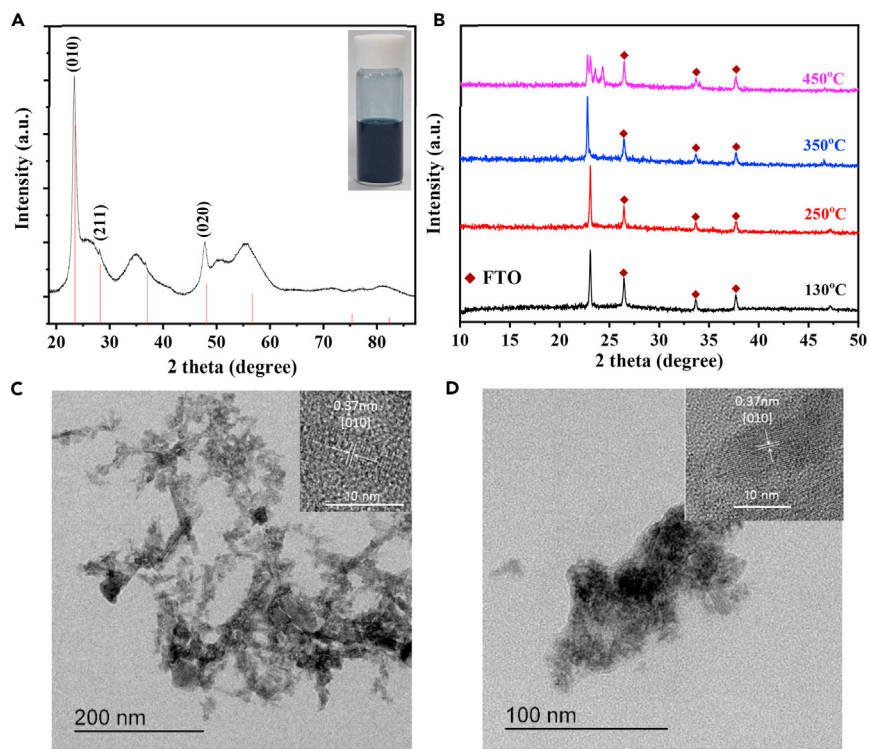 A
(010)
(211)
(020)
Intensity (a.u.)
20 30 40 50 60 70 80
2 theta (degree)
B
450°C
350°C
250°C
130°C
◆ FTO
Intensity (a.u.)
10 15 20 25 30 35 40 45 50
2 theta (degree)
C
0.37nm
[010]
10 nm
200 nm
D
0.37nm
[010]
10 nm
100 nm